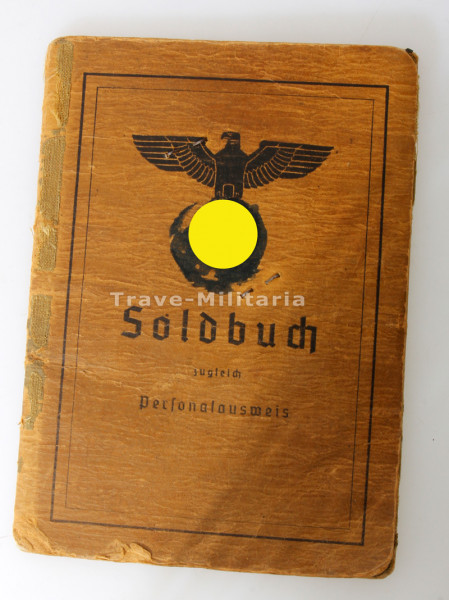 Trave-Militaria
Soldbuch
zugleich
Personalausweis